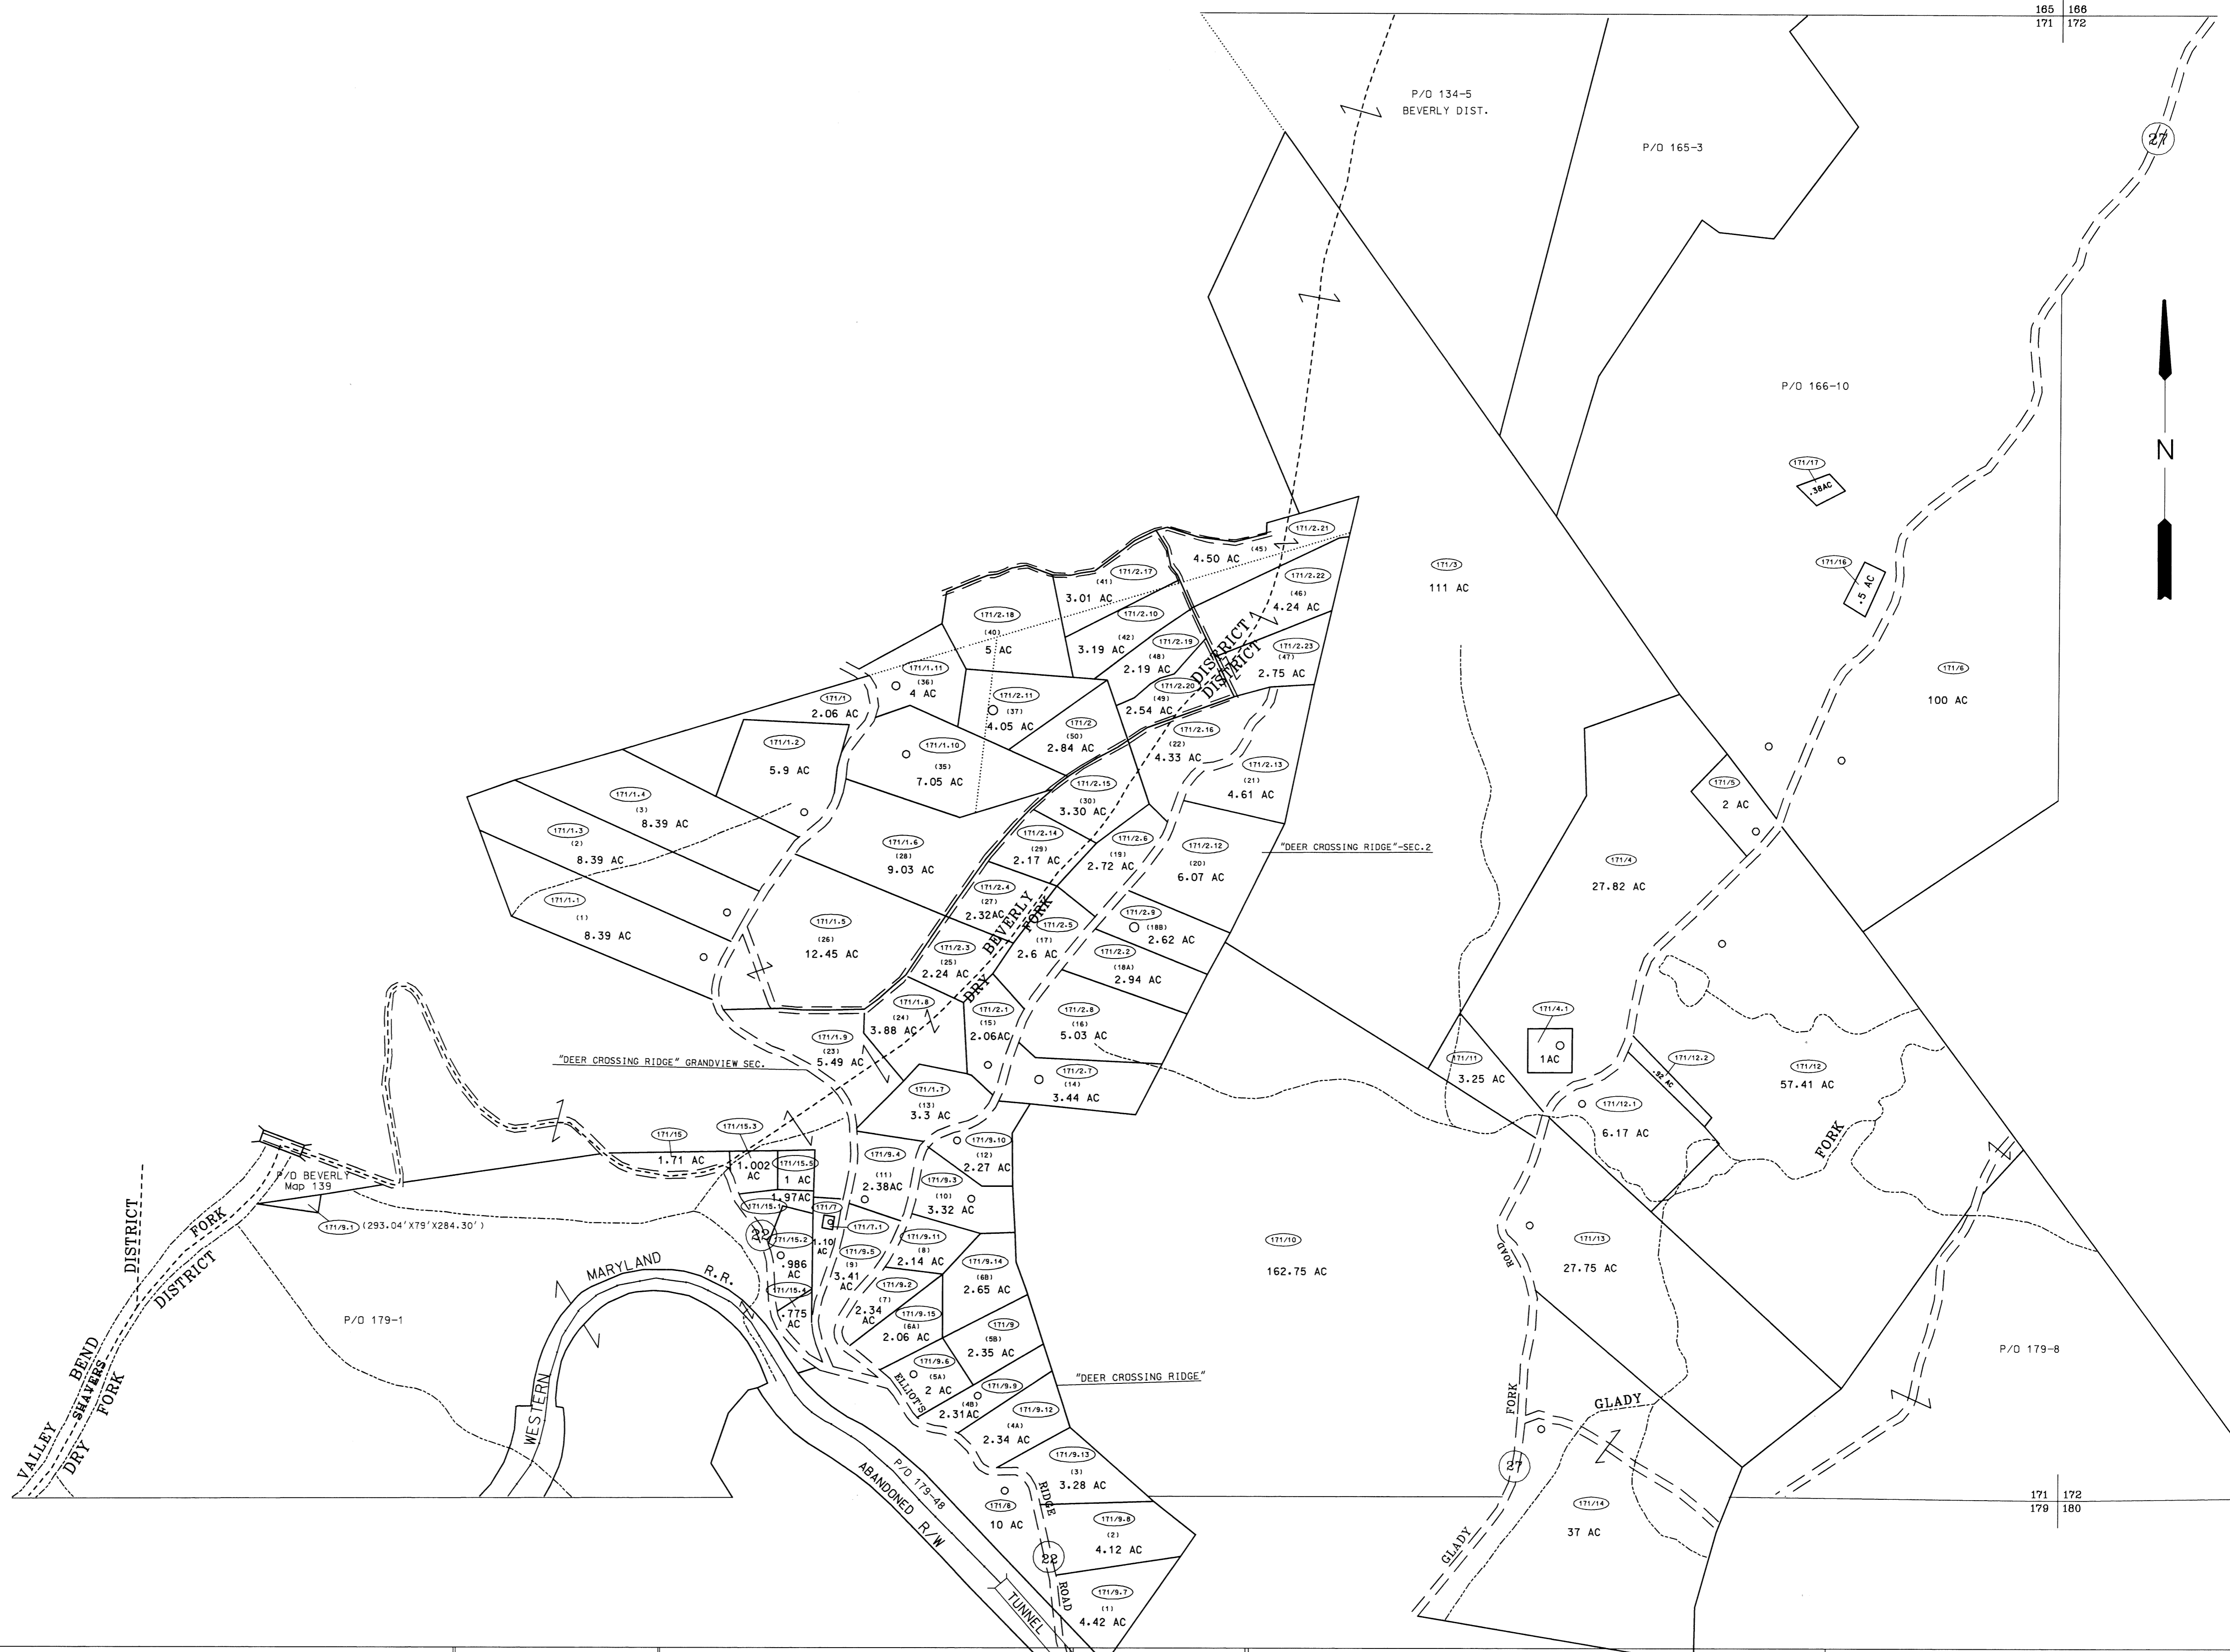 165 166
171 172
P/O 134-5
BEVERLY DIST.
P/O 165-3
27
P/O 166-10
N
171/17
.38AC
171/16
.5 AC
171/3
111 AC
171/6
100 AC
171/2.21
(45)
4.50 AC
171/2.17
(41)
3.01 AC
171/2.22
(46)
4.24 AC
171/2.18
(40)
5 AC
171/2.10
(42)
3.19 AC
171/2.19
(48)
2.19 AC
171/2.23
(47)
2.75 AC
DISTRICT
DISTRICT
171/1.11
(36)
4 AC
171/2.20
(49)
2.54 AC
171/1
2.06 AC
171/2.11
(37)
4.05 AC
171/2
(50)
2.84 AC
171/2.16
(22)
4.33 AC
171/1.2
5.9 AC
171/1.10
(35)
7.05 AC
171/2.13
(21)
4.61 AC
171/2.15
(30)
3.30 AC
171/1.4
(3)
8.39 AC
171/5
2 AC
171/1.3
(2)
8.39 AC
171/1.6
(28)
9.03 AC
171/2.14
(29)
2.17 AC
171/2.6
(19)
2.72 AC
171/2.12
(20)
6.07 AC
"DEER CROSSING RIDGE"-SEC.2
171/4
27.82 AC
171/1.1
(1)
8.39 AC
171/2.4
(27)
2.32AC
BEVERLY
FORK
DRY
171/1.5
(26)
12.45 AC
171/2.5
(17)
2.6 AC
171/2.9
(18B)
2.62 AC
171/2.3
(25)
2.24 AC
171/2.2
(18A)
2.94 AC
171/1.8
(24)
3.88 AC
171/2.1
(15)
2.06AC
171/2.8
(16)
5.03 AC
171/4.1
1AC
171/1.9
(23)
5.49 AC
"DEER CROSSING RIDGE" GRANDVIEW SEC.
171/11
3.25 AC
171/12.2
.92 AC
171/12
57.41 AC
171/2.7
(14)
3.44 AC
171/1.7
(13)
3.3 AC
171/12.1
6.17 AC
FORK
171/15
1.71 AC
171/15.3
1.002
AC
171/15.5
1 AC
171/9.4
(11)
2.38AC
171/9.10
(12)
2.27 AC
P/O BEVERLY
Map 139
171/9.1
(293.04'X79'X284.30')
171/9.3
(10)
3.32 AC
1.97AC
171/15.1
171/7
171/7.1
1.10
AC
22
171/15.2
.986
AC
171/9.5
(9)
3.41
AC
171/9.11
(8)
2.14 AC
171/10
162.75 AC
171/13
27.75 AC
171/9.14
(6B)
2.65 AC
DISTRICT
FORK
DISTRICT
MARYLAND
R.R.
WESTERN
171/15.4
.775
AC
171/9.2
(7)
2.34
AC
171/9.15
(6A)
2.06 AC
P/O 179-1
171/9
(5B)
2.35 AC
P/O 179-8
VALLEY
BEND
SHAVERS
DRY
FORK
171/9.6
(5A)
2 AC
171/9.9
(4B)
2.31AC
"DEER CROSSING RIDGE"
ELLIOT'S
RIDGE
ROAD
171/9.12
(4A)
2.34 AC
ROAD
FORK
GLADY
GLADY
27
171/9.13
(3)
3.28 AC
P/O 179-48
ABANDONED R/W
171/8
10 AC
171/14
37 AC
171 172
179 180
171/9.8
(2)
4.12 AC
22
171/9.7
(1)
4.42 AC
TUNNEL